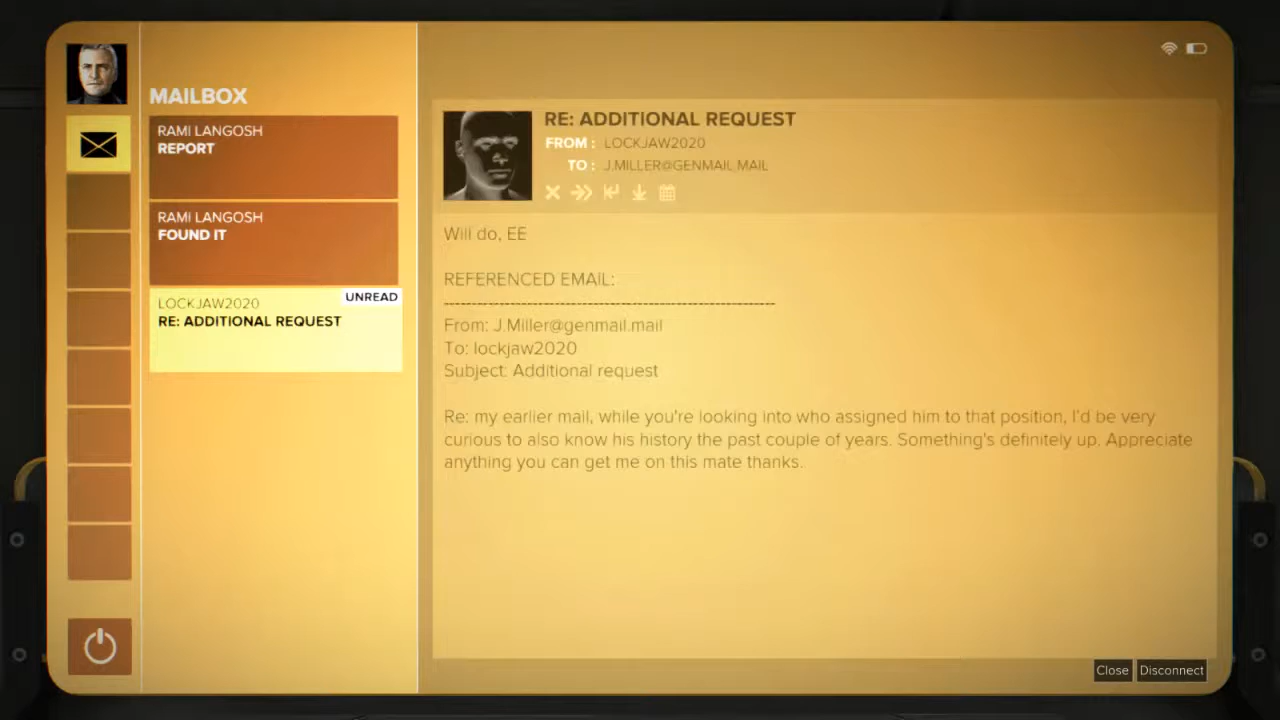 MAILBOX
RAMI LANGOSH
REPORT
RAMI LANGOSH
FOUND IT
LOCKJAW2020
UNREAD
RE: ADDITIONAL REQUEST
RE: ADDITIONAL REQUEST
FROM : LOCKJAW2020
TO : J.MILLER@GENMAIL.MAIL
Will do, EE
REFERENCED EMAIL:
------------------------------------------------------------
From: J.Miller@genmail.mail
To: lockjaw2020
Subject: Additional request
Re: my earlier mail, while you're looking into who assigned him to that position, I'd be very
curious to also know his history the past couple of years. Something's definitely up. Appreciate
anything you can get me on this mate thanks.
Close
Disconnect